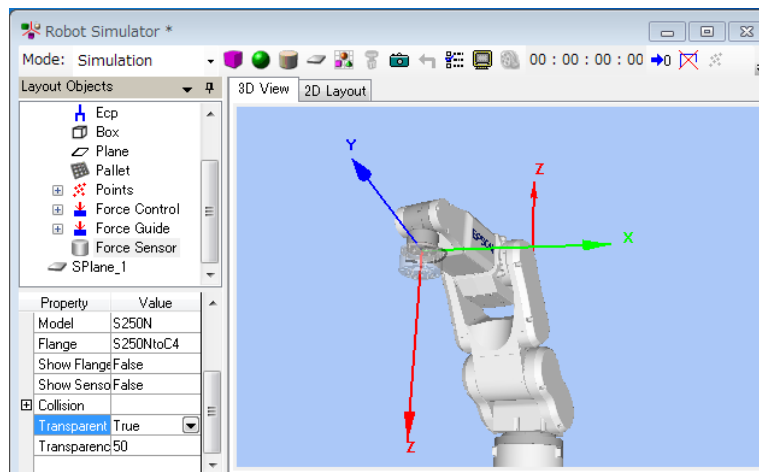 Robot Simulator *
Mode: Simulation
00 : 00 : 00 : 00
Layout Objects
3D View
2D Layout
Ecp
Box
Plane
Pallet
Points
Force Control
Force Guide
Force Sensor
SPlane_1
Property Value
Model S250N
Flange S250NtoC4
Show Flange False
Show Senso False
Collision
Transparent True
Transparenc 50
Y
Z
X
EPSON
Z